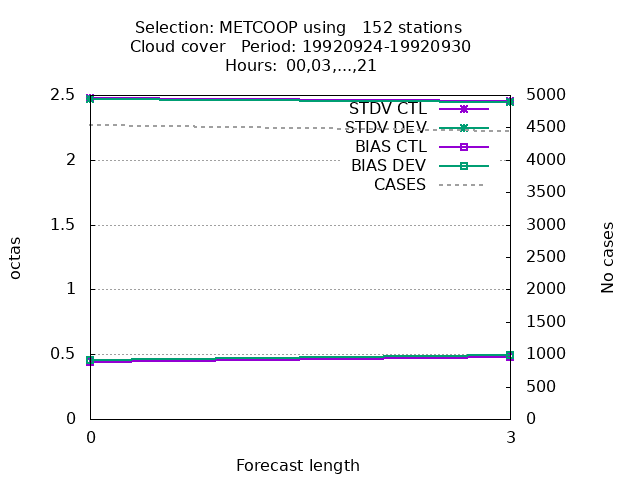 Selection: METCOOP using   152 stations
Cloud cover   Period: 19920924-19920930
Hours:  00,03,...,21
2.5
2
1.5
1
0.5
0
octas
STDV CTL
STDV DEV
BIAS CTL
BIAS DEV
CASES
5000
4500
4000
3500
3000
2500
2000
1500
1000
500
0
No cases
0
3
Forecast length